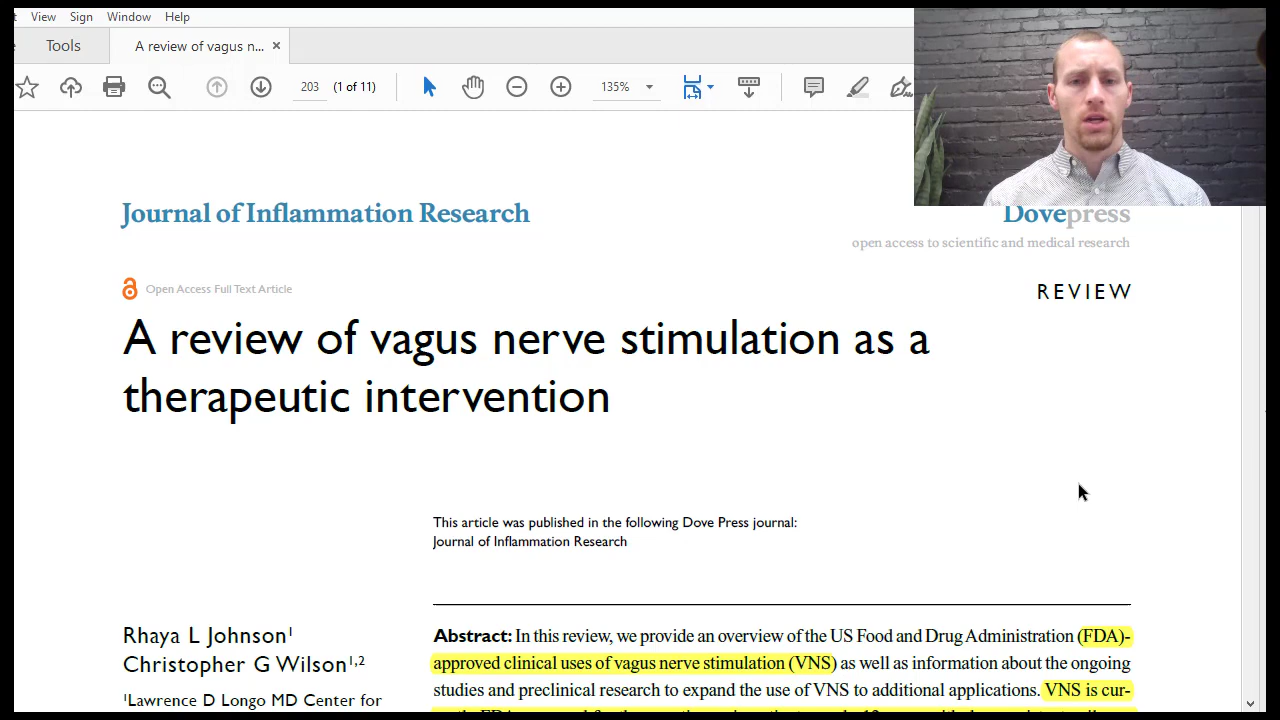 View Sign Window Help
Tools A review of vagus n... ×
203 (1 of 11) 135%
Journal of Inflammation Research
Dovepress
open access to scientific and medical research
Open Access Full Text Article
REVIEW
A review of vagus nerve stimulation as a
therapeutic intervention
This article was published in the following Dove Press journal:
Journal of Inflammation Research
Rhaya L Johnson¹
Christopher G Wilson¹,²
¹Lawrence D Longo MD Center for
Abstract: In this review, we provide an overview of the US Food and Drug Administration (FDA)-
approved clinical uses of vagus nerve stimulation (VNS) as well as information about the ongoing
studies and preclinical research to expand the use of VNS to additional applications. VNS is cur-